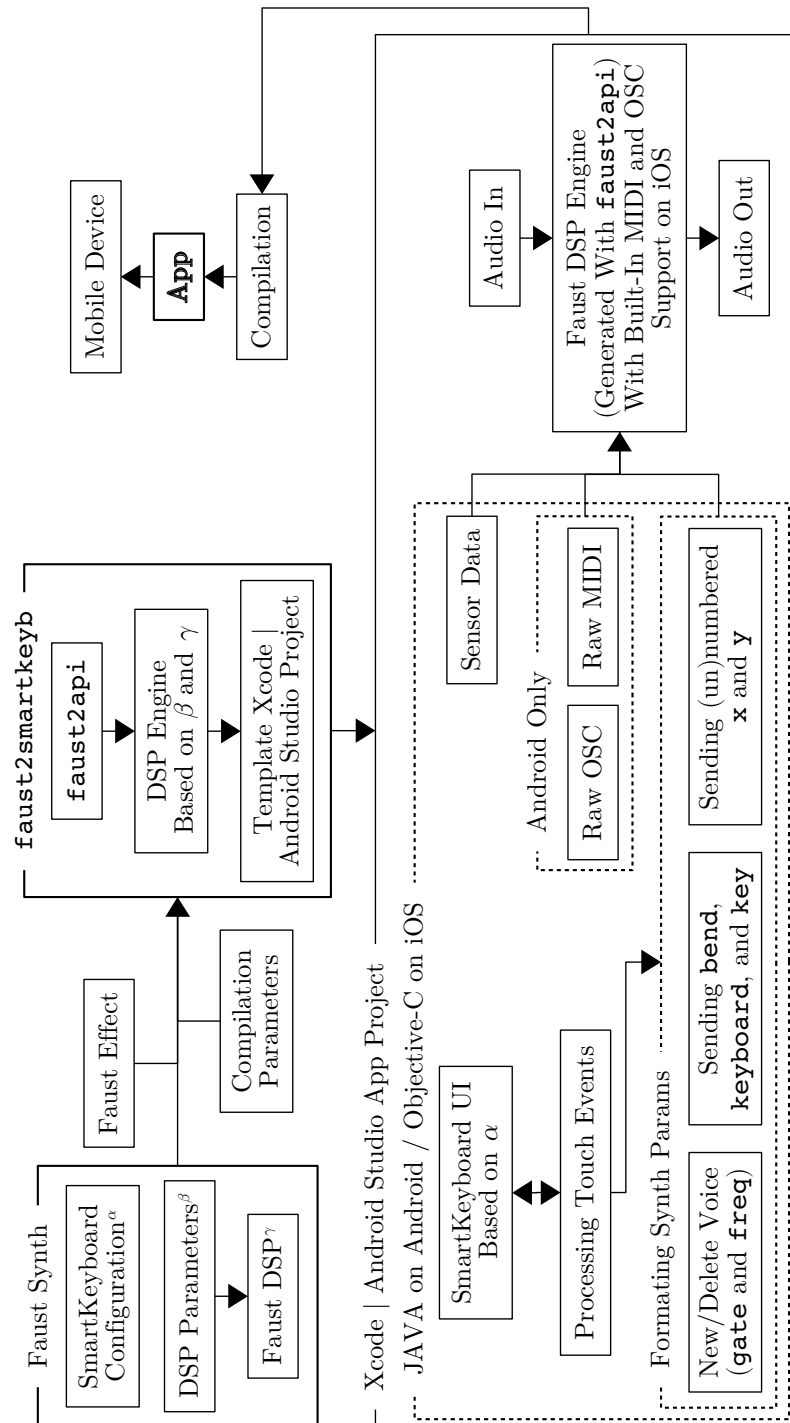 Faust Synth
SmartKeyboard
Configurationα
DSP Parametersβ
Faust DSPγ
Faust Effect
Compilation
Parameters
faust2smartkeyb
faust2api
DSP Engine
Based on β and γ
Template Xcode |
Android Studio Project
Mobile Device
App
Compilation
Xcode | Android Studio App Project
JAVA on Android / Objective-C on iOS
SmartKeyboard UI
Based on α
Processing Touch Events
Formating Synth Params
New/Delete Voice
(gate and freq)
Sending bend,
keyboard, and key
Sending (un)numbered
x and y
Sensor Data
Android Only
Raw OSC
Raw MIDI
Audio In
Faust DSP Engine
(Generated With faust2api)
With Built-In MIDI and OSC
Support on iOS
Audio Out